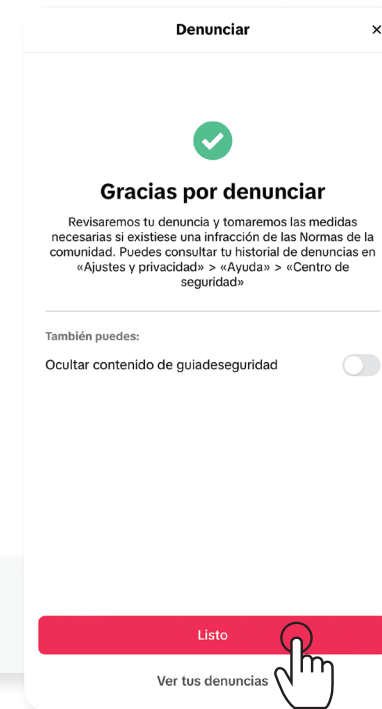 Denunciar
Gracias por denunciar
Revisaremos tu denuncia y tomaremos las medidas
necesarias si existiese una infracción de las Normas de la
comunidad. Puedes consultar tu historial de denuncias en
«Ajustes y privacidad» > «Ayuda» > «Centro de
seguridad»
También puedes:
Ocultar contenido de guiadeseguridad
Listo
Ver tus denuncias